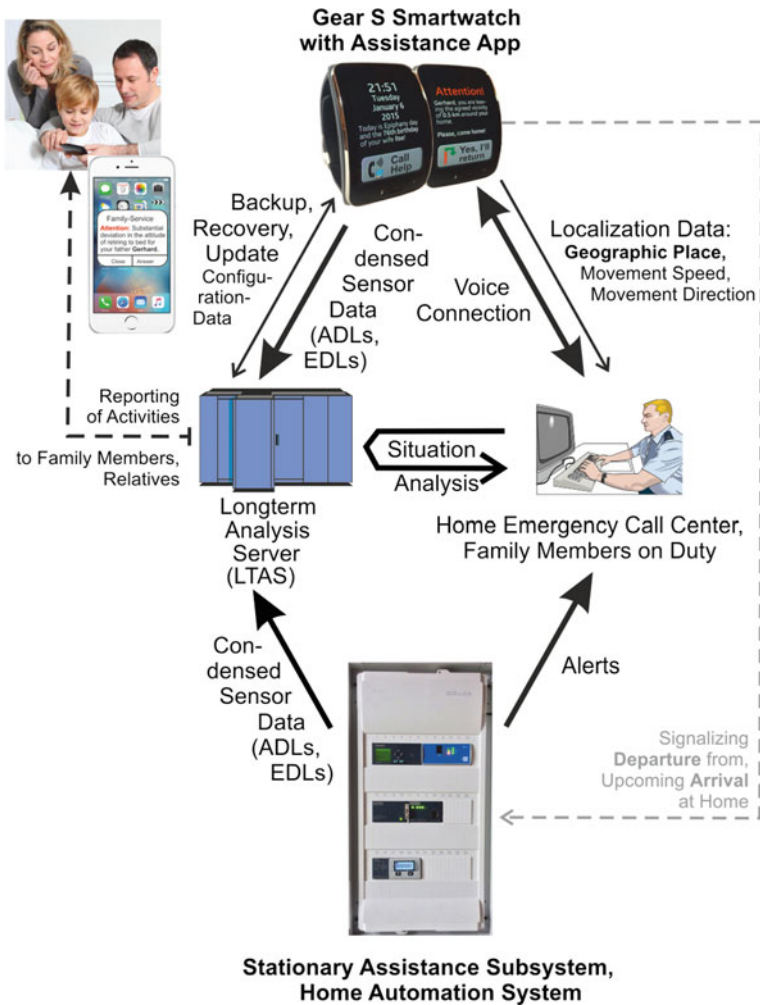 Gear S Smartwatch
with Assistance App
21:51
Tuesday
January 6
2015
Today is Epiphany day
and the 76th birthday
of your wife Ilse!
Call
Help
Attention!
Gerhard, you are leav-
ing the agreed vicinity
of 0.5 km around your
home.
Please, come home!
Yes, I'll
return
Family-Service
Attention: Substantial
deviation in the attitude
of retiring to bed for
your father Gerhard.
Close
Answer
Backup,
Recovery,
Update
Configu-
ration-
Data
Con-
densed
Sensor
Data
(ADLs,
EDLs)
Voice
Connection
Localization Data:
Geographic Place,
Movement Speed,
Movement Direction
Reporting
of Activities
to Family Members,
Relatives
Situation
Analysis
Longterm
Analysis
Server
(LTAS)
Home Emergency Call Center,
Family Members on Duty
Con-
densed
Sensor
Data
(ADLs,
EDLs)
Alerts
Signalizing
Departure from,
Upcoming Arrival
at Home
Stationary Assistance Subsystem,
Home Automation System